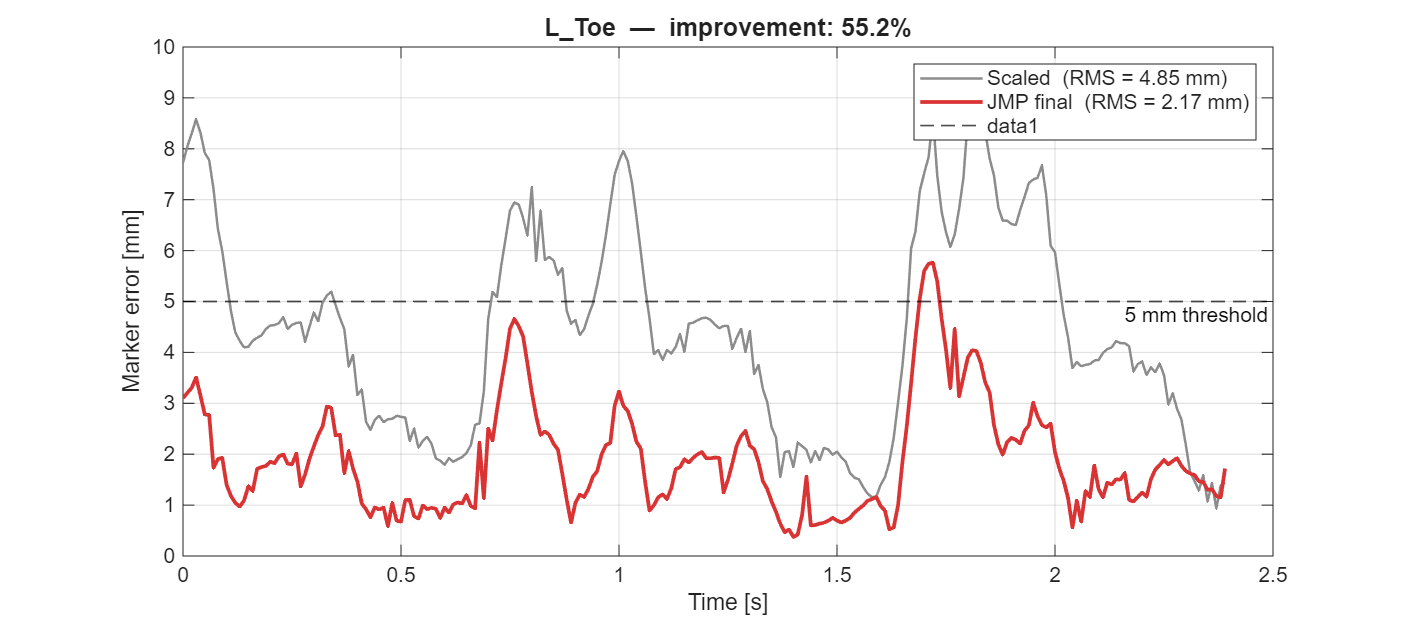 L_Toe — improvement: 55.2%
Scaled (RMS = 4.85 mm)
JMP final (RMS = 2.17 mm)
data1
5 mm threshold
Marker error [mm]
10
9
8
7
6
5
4
3
2
1
0
0
0.5
1
1.5
2
2.5
Time [s]